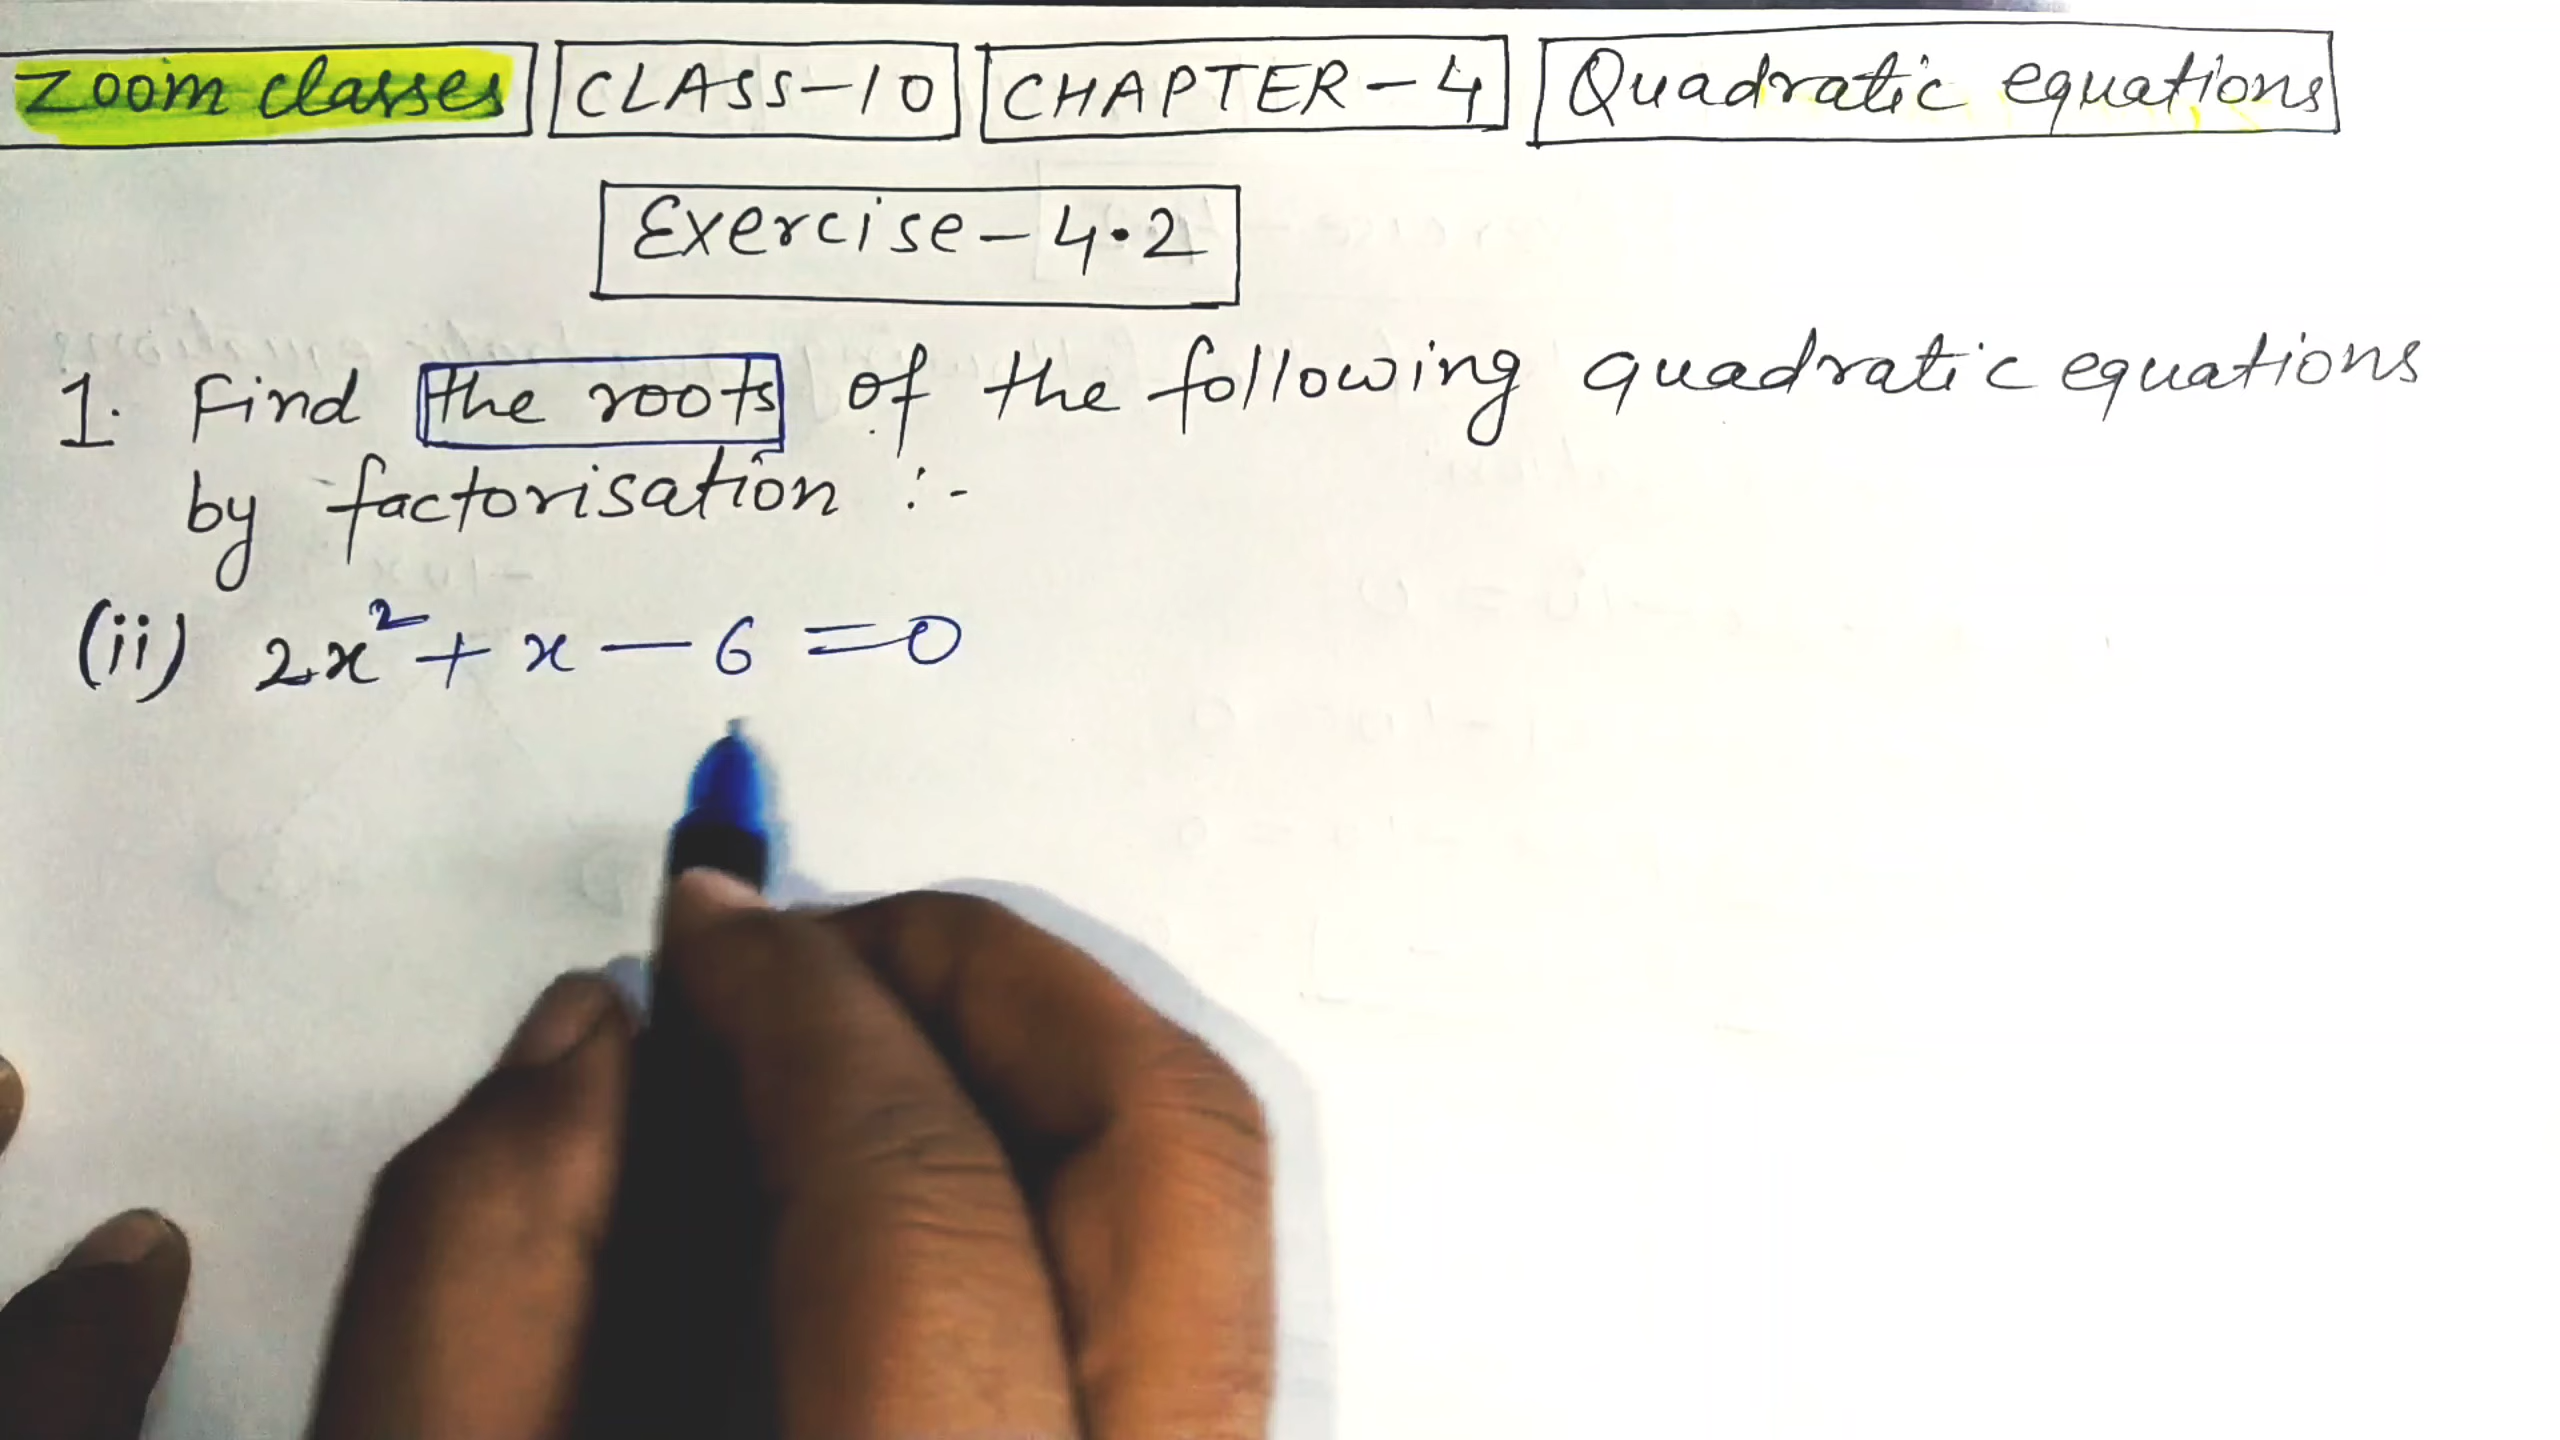 Zoom classes CLASS-10 CHAPTER-4 Quadratic equations
Exercise-4.2
1. Find the roots of the following quadratic equations
by factorisation :-
(ii) 2x² + x - 6 = 0